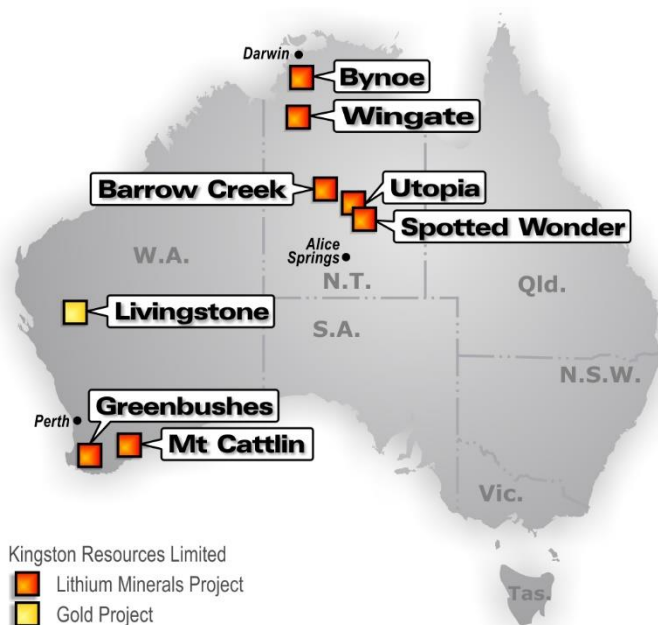 Darwin
Bynoe
Wingate
Barrow Creek
Utopia
Spotted Wonder
Alice
Springs
W.A.
N.T.
Qld.
Livingstone
S.A.
N.S.W.
Greenbushes
Perth
Mt Cattlin
Vic.
Kingston Resources Limited
Lithium Minerals Project
Gold Project
Tas.